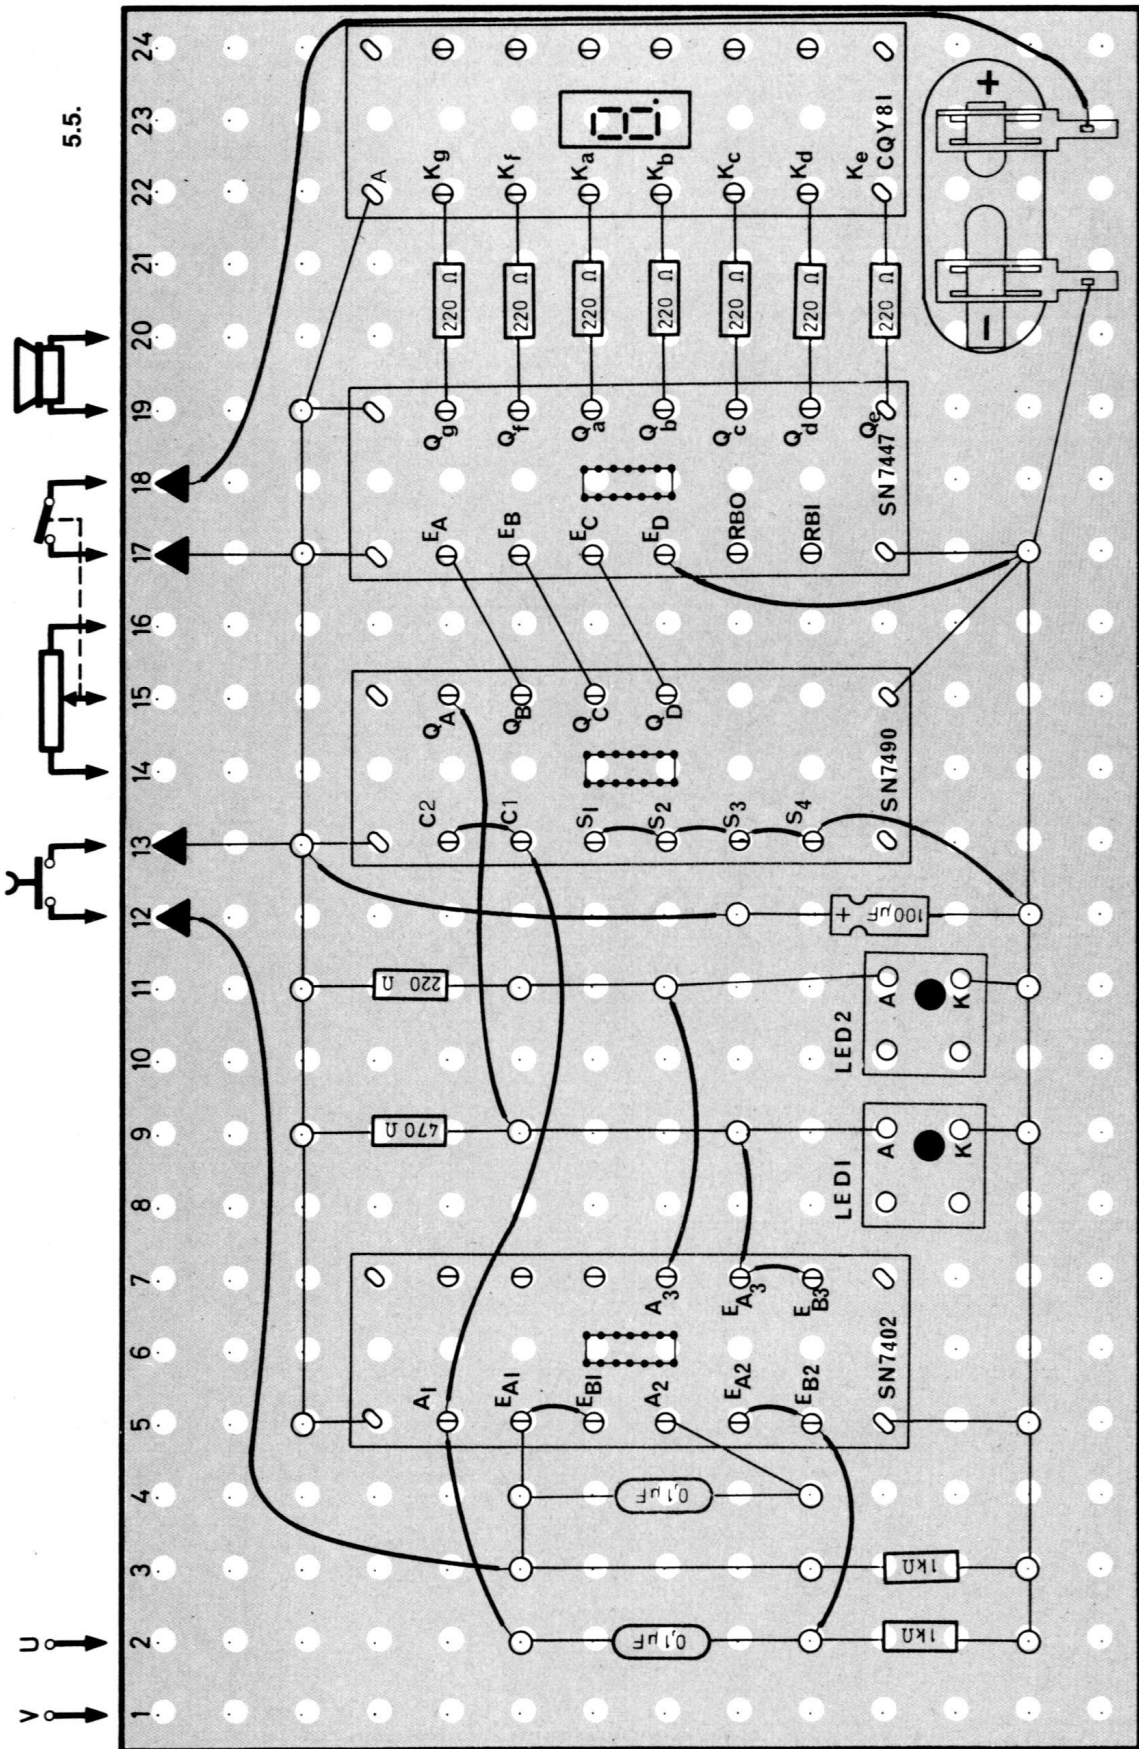 5.5.
24
23
22
21
20
19
18
17
16
15
14
13
12
11
10
9
8
7
6
5
4
3
2
1
U
V
A
Kg
Kf
Ka
Kb
Kc
Kd
Ke
CQY81
8.
220 Ω
220 Ω
220 Ω
220 Ω
220 Ω
220 Ω
220 Ω
+
−
Qg
Qf
Qa
Qb
Qc
Qd
Qe
EA
EB
EC
ED
RBO
RBI
SN7447
QA
QB
QC
QD
C2
C1
S1
S2
S3
S4
SN7490
+ 100µF
220 Ω
470 Ω
LED2
A
K
LED1
A
K
A3
EA3
EB3
A1
EA1
EB1
A2
EA2
EB2
SN7402
0,1µF
0,1µF
1kΩ
1kΩ